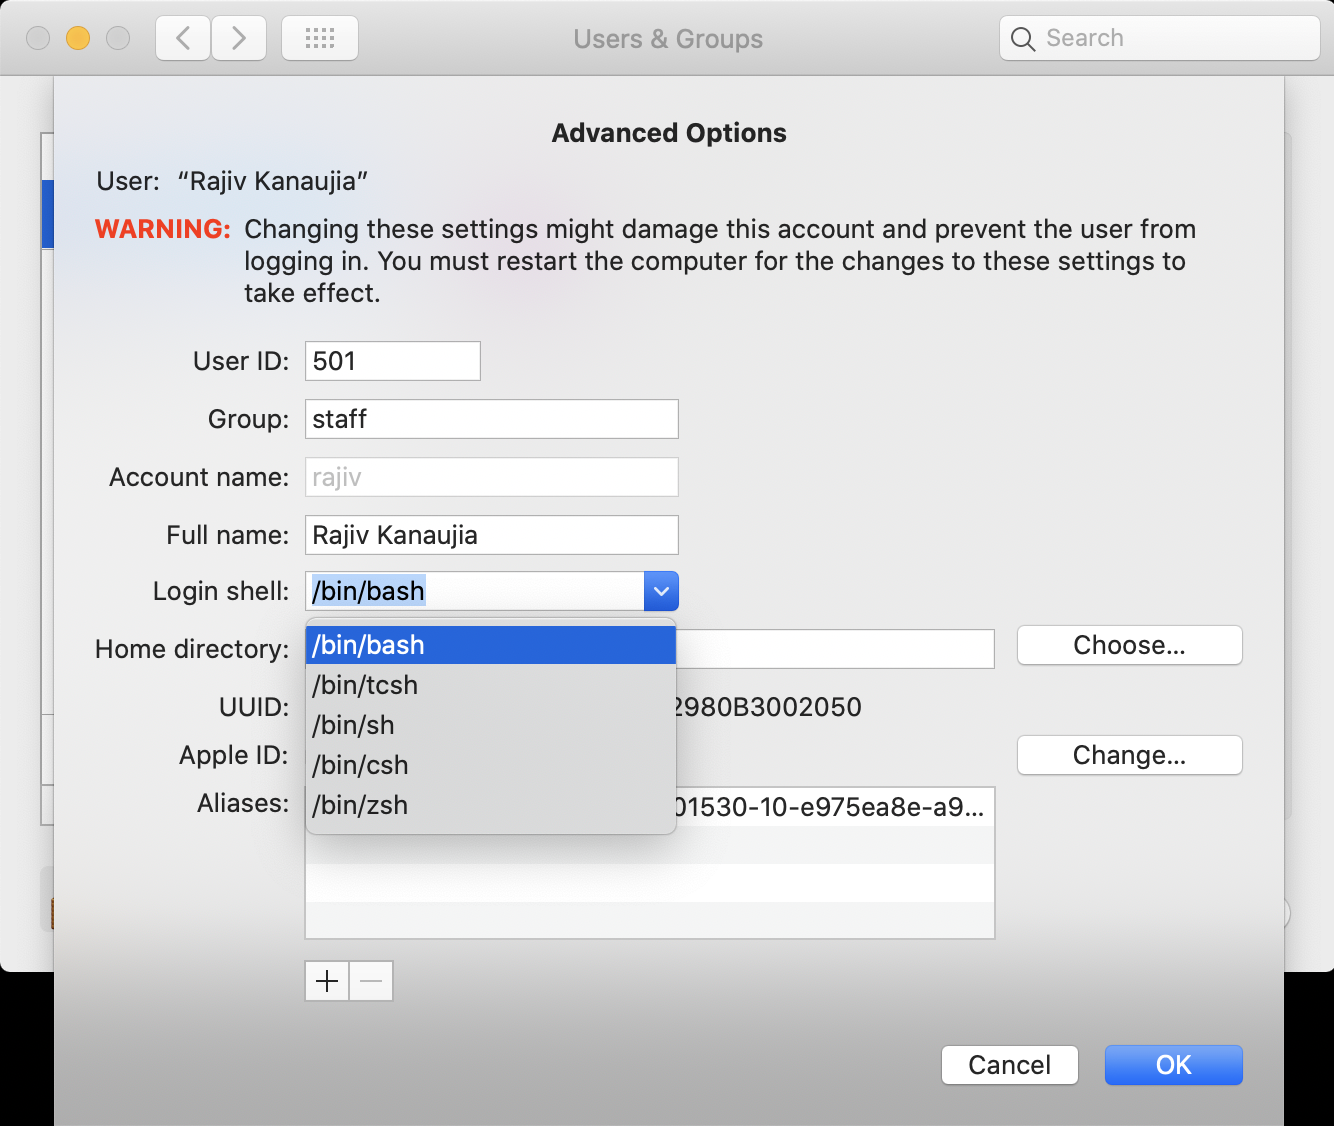 Users & Groups
Search
Advanced Options
User: “Rajiv Kanaujia”
WARNING: Changing these settings might damage this account and prevent the user from
logging in. You must restart the computer for the changes to these settings to
take effect.
User ID: 501
Group: staff
Account name: rajiv
Full name: Rajiv Kanaujia
Login shell: /bin/bash
/bin/bash
Home directory: Choose...
/bin/tcsh
UUID: 2980B3002050
/bin/sh
Apple ID: Change...
/bin/csh
Aliases: 01530-10-e975ea8e-a9...
/bin/zsh
Cancel
OK